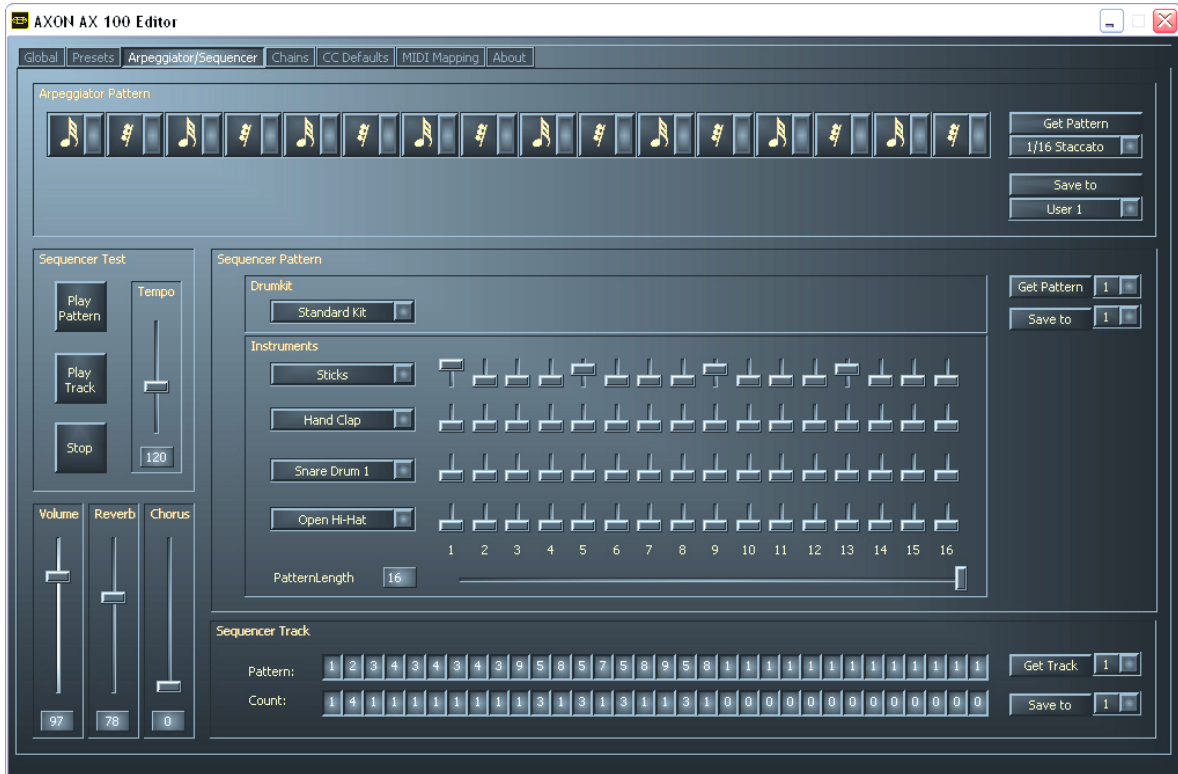 AXON AX 100 Editor
Global Presets Arpeggiator/Sequencer Chains CC Defaults MIDI Mapping About
Arpeggiator Pattern
Get Pattern
1/16 Staccato
Save to
User 1
Sequencer Test
Play Pattern
Play Track
Stop
Tempo
120
Volume Reverb Chorus
97 78 0
Sequencer Pattern
Drumkit
Standard Kit
Get Pattern 1
Save to 1
Instruments
Sticks
Hand Clap
Snare Drum 1
Open Hi-Hat
1 2 3 4 5 6 7 8 9 10 11 12 13 14 15 16
PatternLength 16
Sequencer Track
Pattern: 1 2 3 4 3 4 3 4 3 9 5 8 5 7 5 8 9 5 8 1 1 1 1 1 1 1 1 1 1 1 1 1
Count: 1 4 1 1 1 1 1 1 1 1 3 1 3 1 3 1 1 3 1 0 0 0 0 0 0 0 0 0 0 0 0 0
Get Track 1
Save to 1